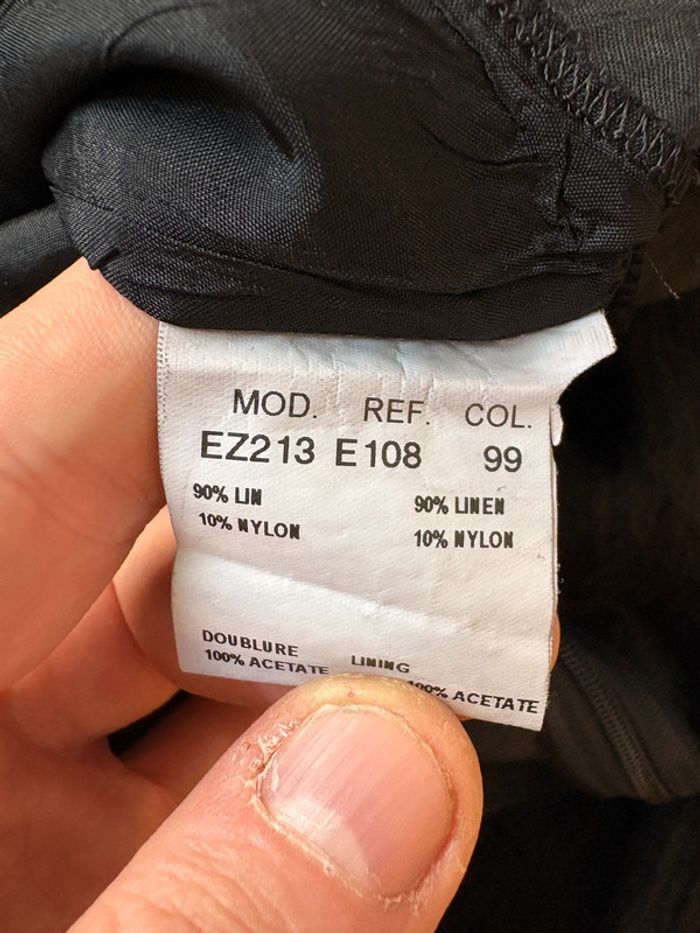 MOD. REF. COL.
EZ213 E108 99
90% LIN 90% LINEN
10% NYLON 10% NYLON
DOUBLURE LINING
100% ACETATE 100% ACETATE